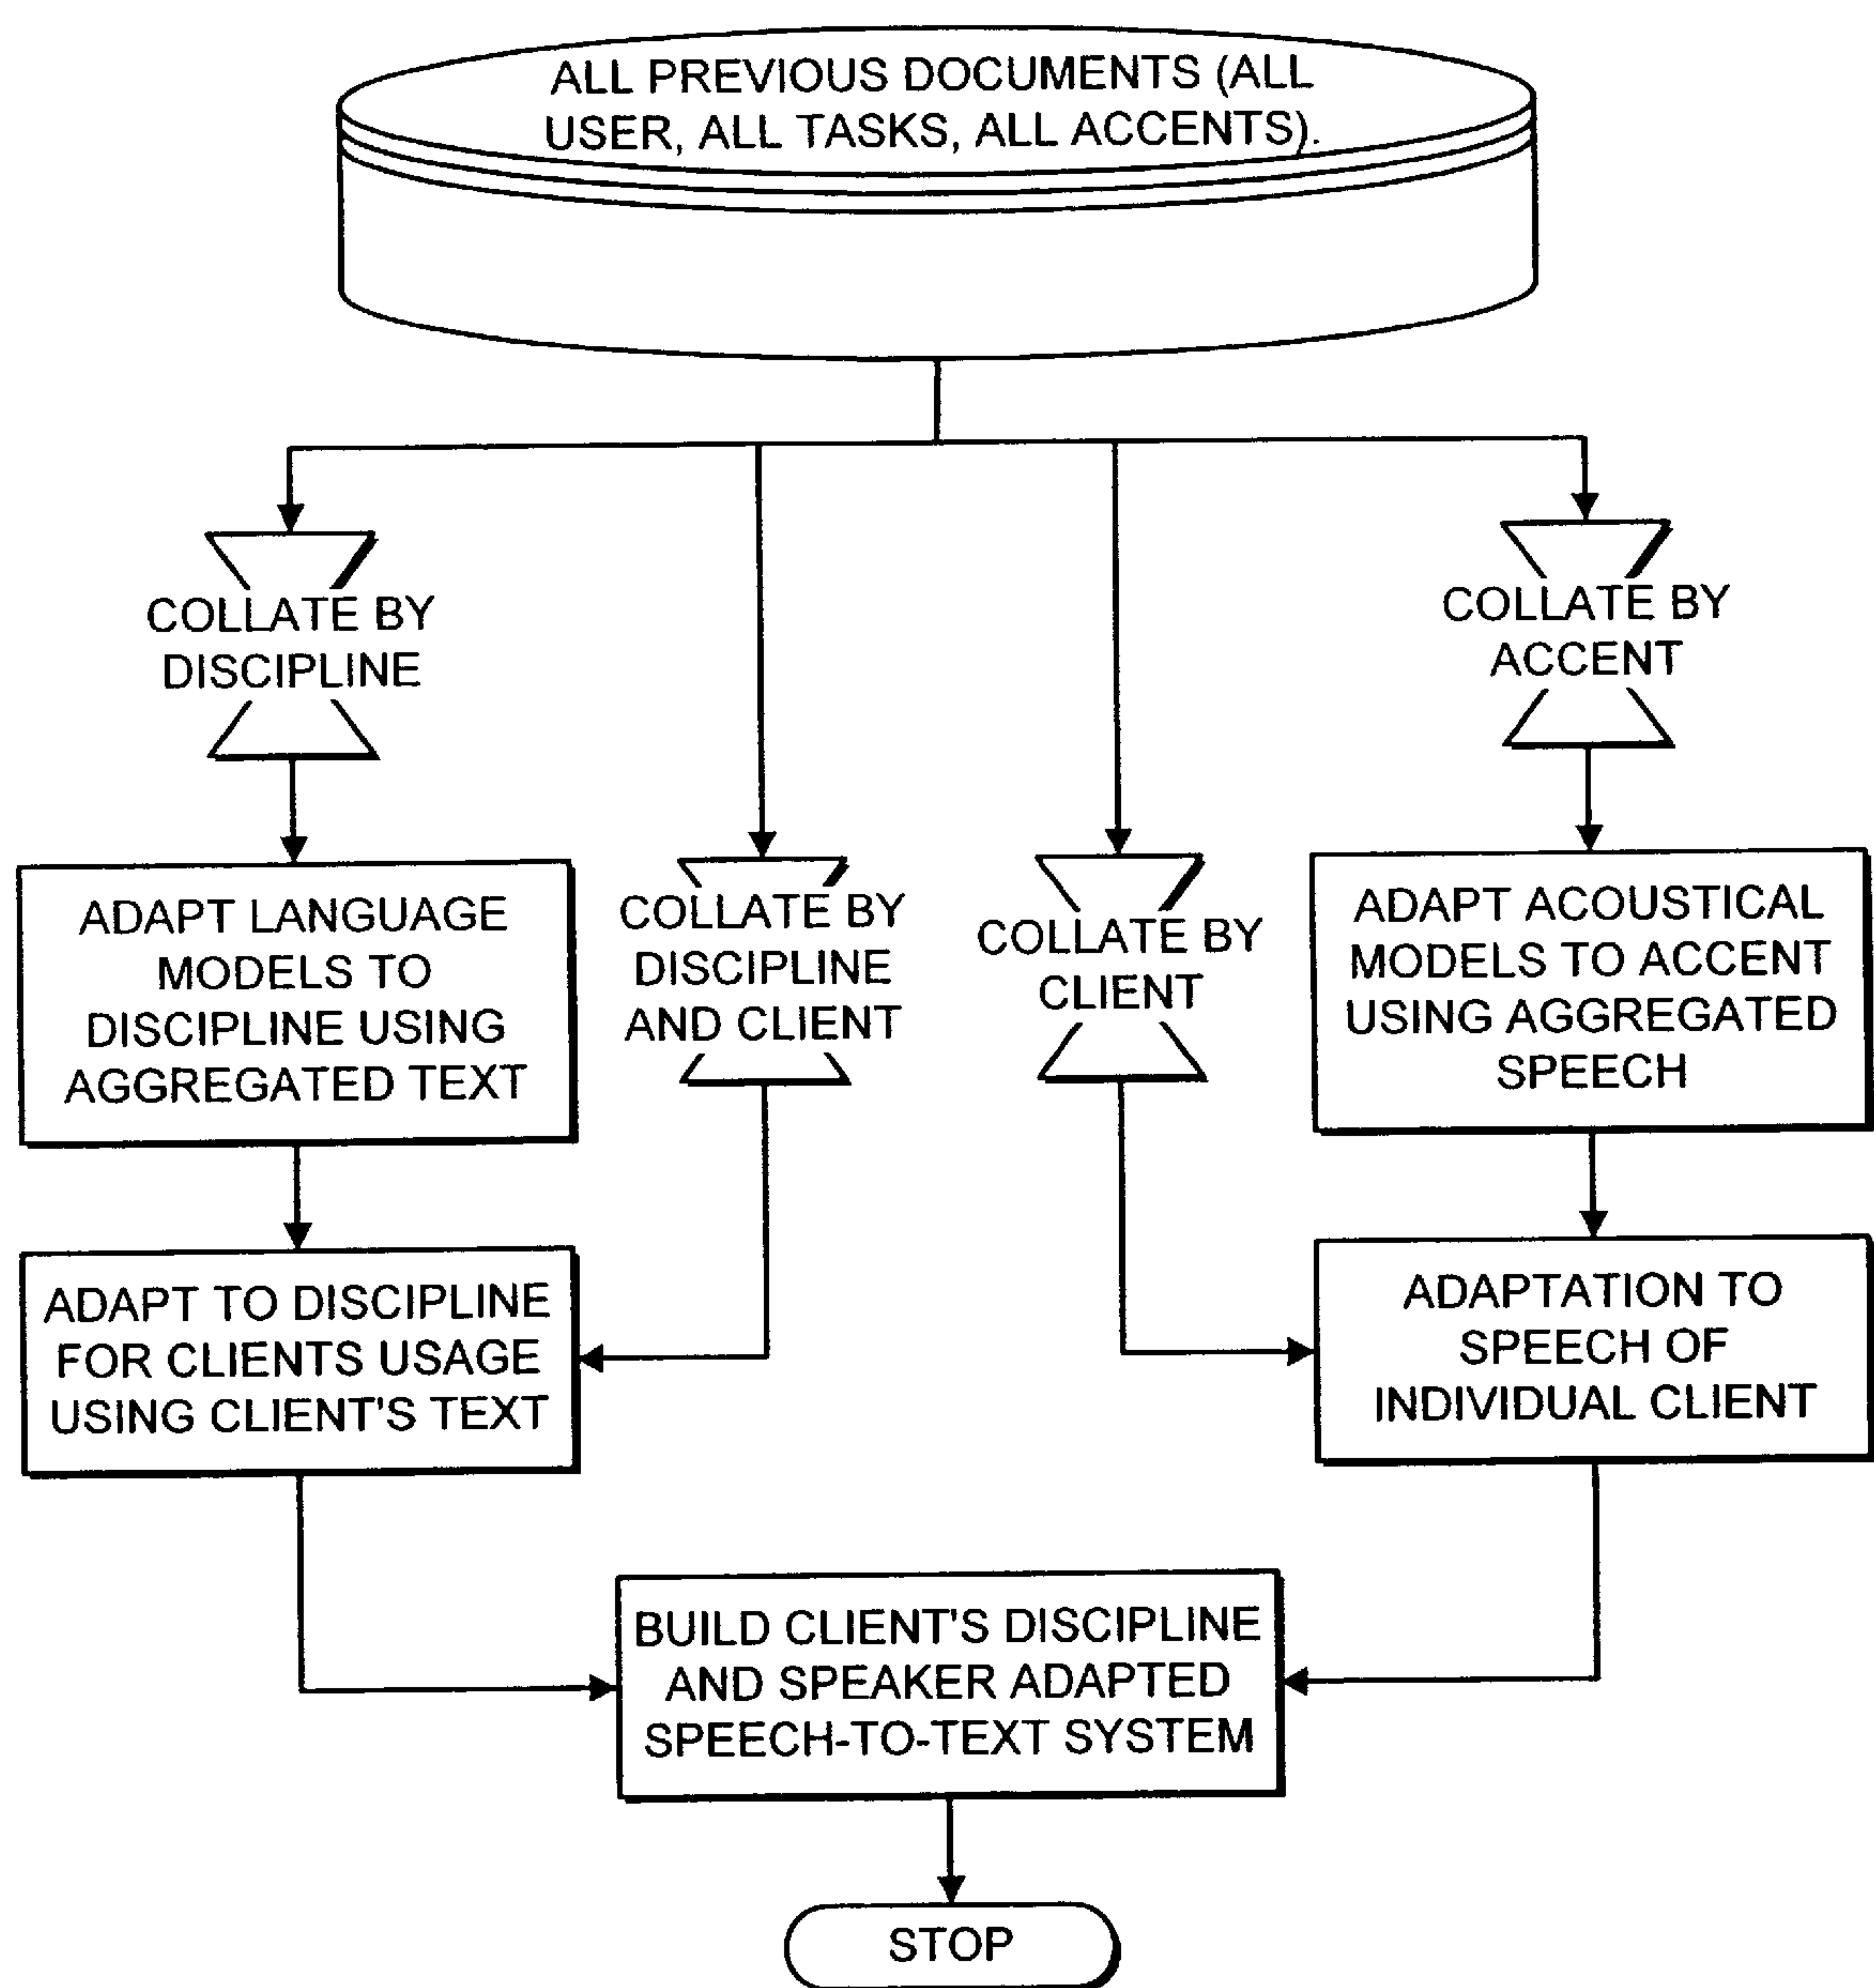 ALL PREVIOUS DOCUMENTS (ALL
USER, ALL TASKS, ALL ACCENTS).
COLLATE BY
DISCIPLINE
COLLATE BY
ACCENT
ADAPT LANGUAGE
MODELS TO
DISCIPLINE USING
AGGREGATED TEXT
COLLATE BY
DISCIPLINE
AND CLIENT
COLLATE BY
CLIENT
ADAPT ACOUSTICAL
MODELS TO ACCENT
USING AGGREGATED
SPEECH
ADAPT TO DISCIPLINE
FOR CLIENTS USAGE
USING CLIENT'S TEXT
ADAPTATION TO
SPEECH OF
INDIVIDUAL CLIENT
BUILD CLIENT'S DISCIPLINE
AND SPEAKER ADAPTED
SPEECH-TO-TEXT SYSTEM
STOP